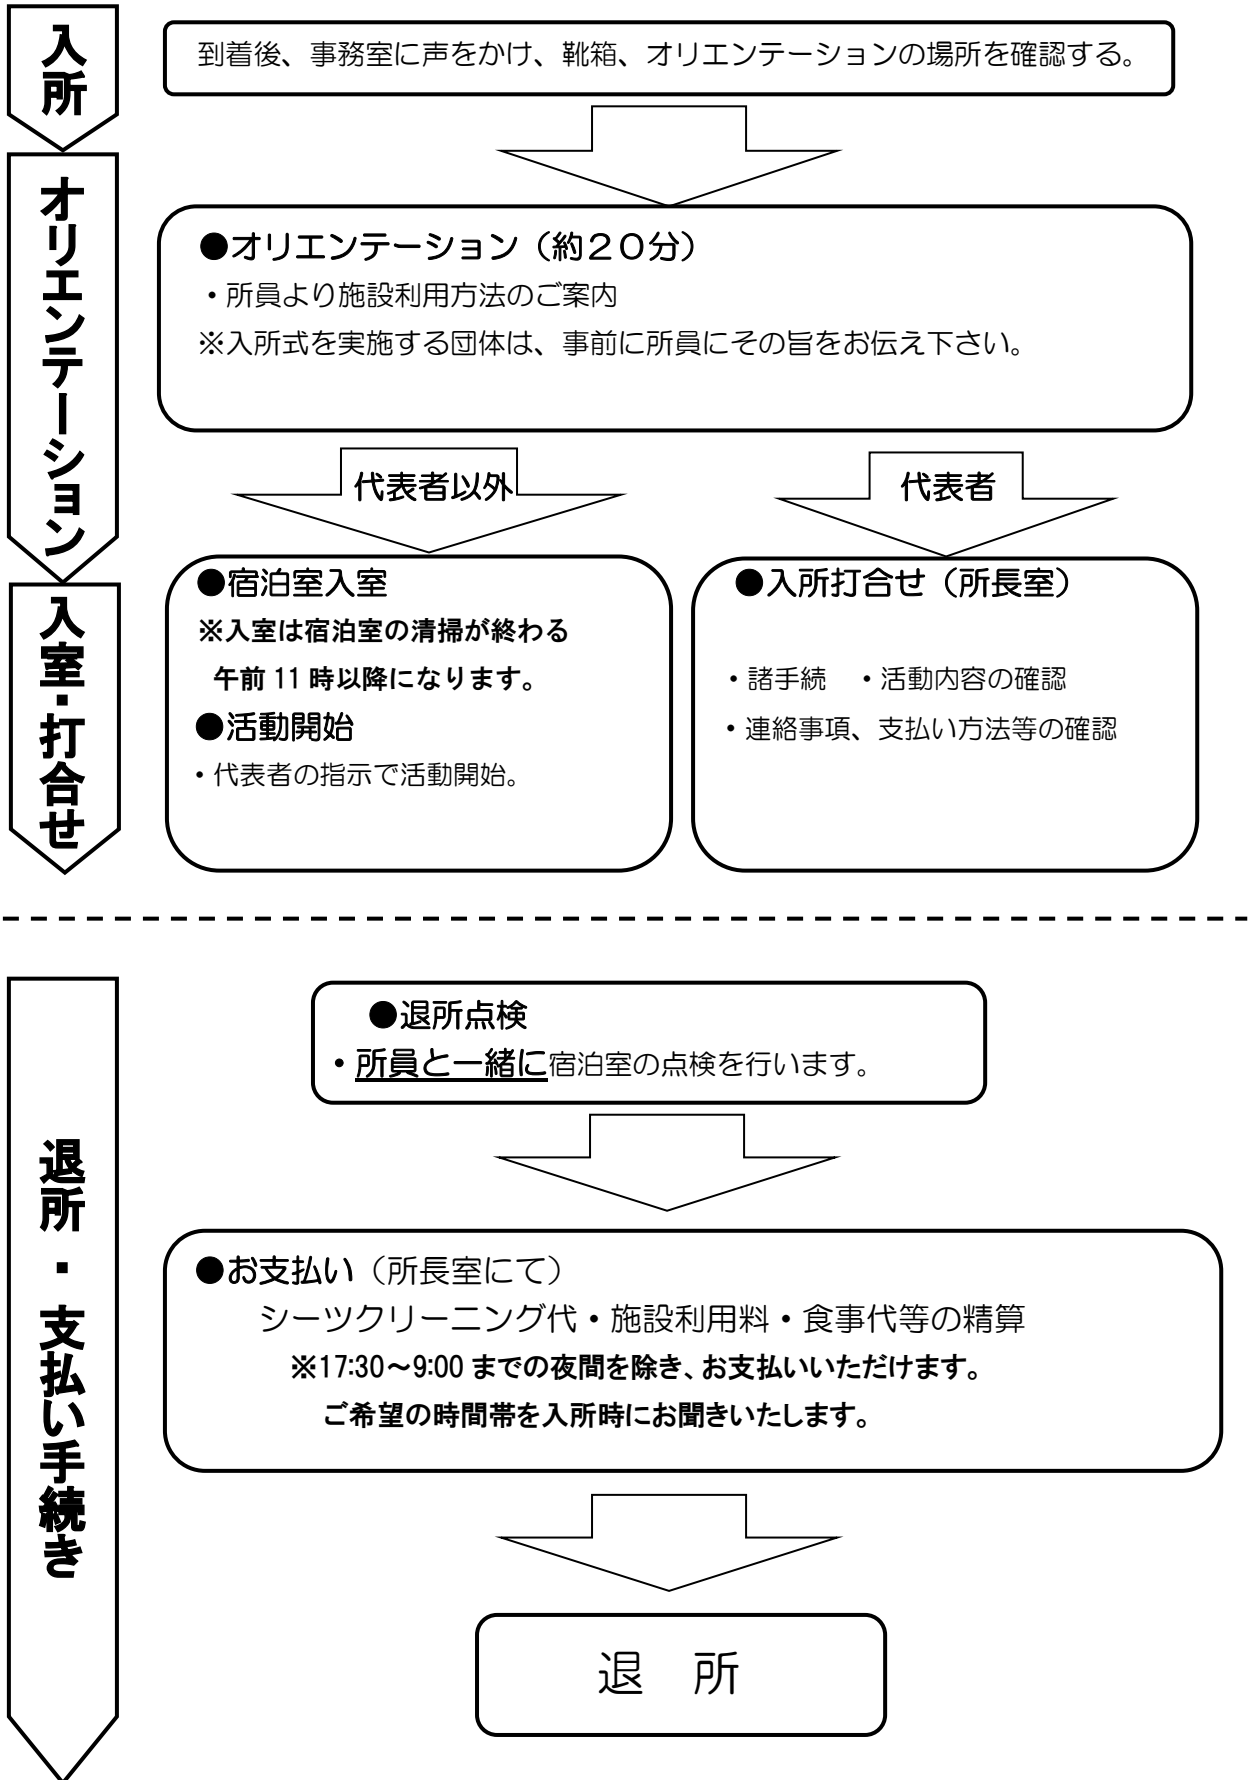 入所
到着後、事務室に声をかけ、靴箱、オリエンテーションの場所を確認する。
オリエンテーション
●オリエンテーション（約２０分）
・所員より施設利用方法のご案内
※入所式を実施する団体は、事前に所員にその旨をお伝え下さい。
代表者以外
代表者
入室・打合せ
●宿泊室入室
※入室は宿泊室の清掃が終わる
午前 11 時以降になります。
●活動開始
・代表者の指示で活動開始。
●入所打合せ（所長室）
・諸手続　・活動内容の確認
・連絡事項、支払い方法等の確認
退所・支払い手続き
●退所点検
・所員と一緒に宿泊室の点検を行います。
●お支払い（所長室にて）
シーツクリーニング代・施設利用料・食事代等の精算
※17:30～9:00 までの夜間を除き、お支払いいただけます。
ご希望の時間帯を入所時にお聞きいたします。
退　所